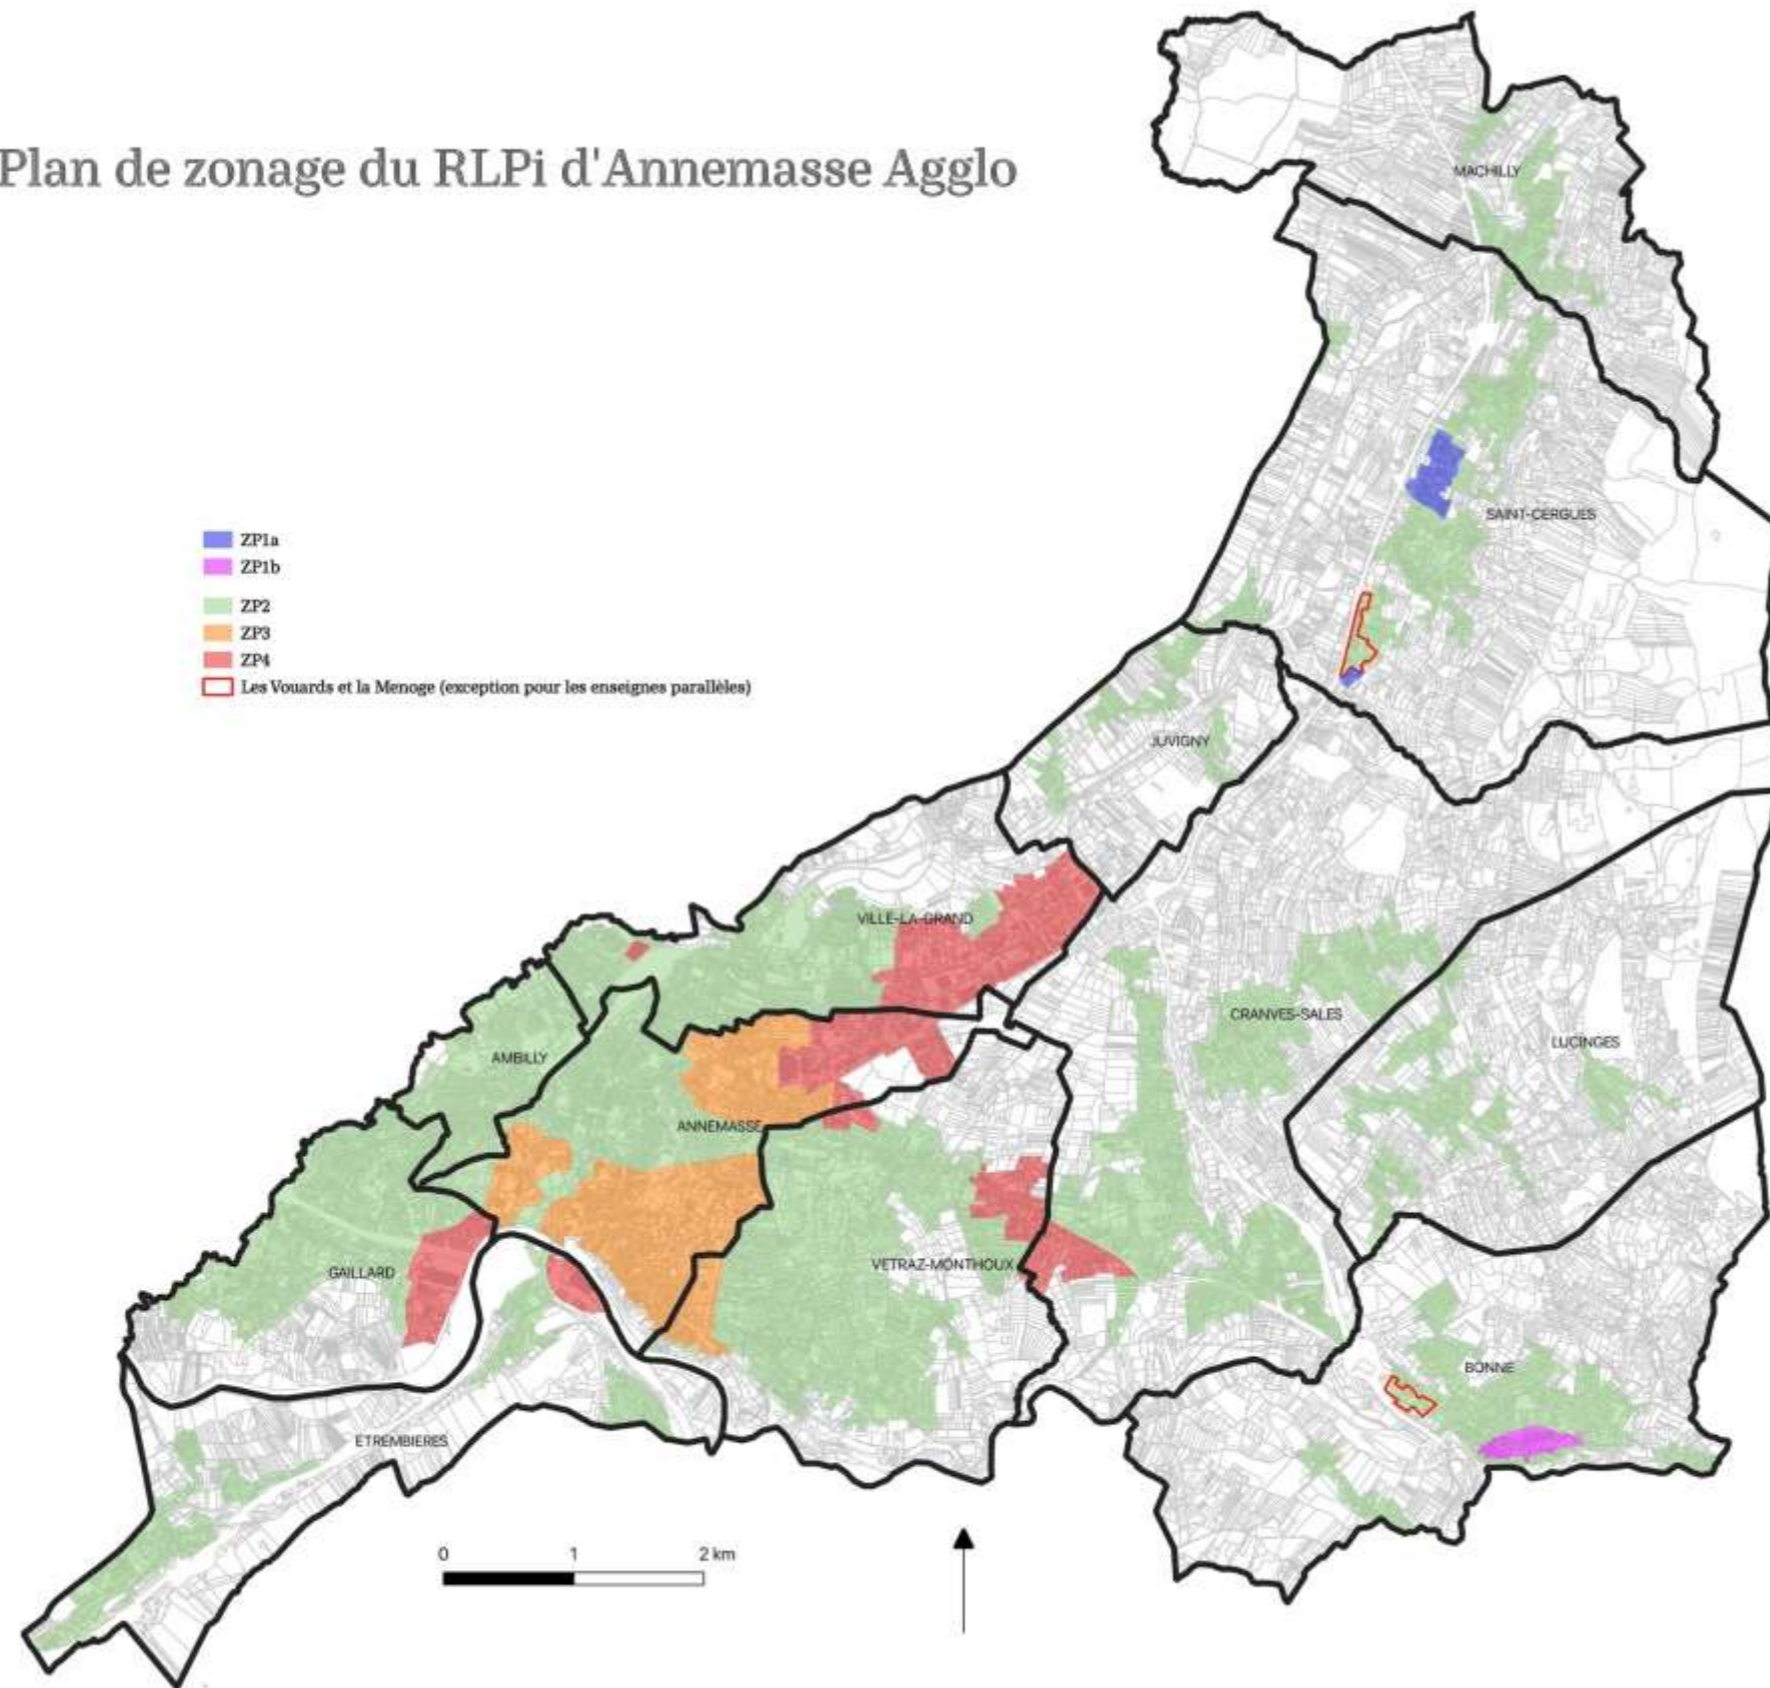 Plan de zonage du RLPi d'Annemasse Agglo
MACHILLY
ZP1a
ZP1b
ZP2
ZP3
ZP4
Les Vouards et la Menoge (exception pour les enseignes parallèles)
SAINT-CERGUES
JUVIGNY
VILLE-LA-GRAND
CRANVES-SALES
LUCINGES
AMBILLY
ANNEMASSE
GAILLARD
VETRAZ-MONTHOUX
BONNE
ETREMBIERES
0 1 2 km